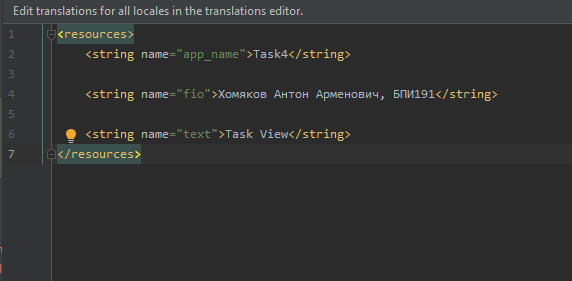 Edit translations for all locales in the translations editor.
1 <resources>
2 <string name="app_name">Task4</string>
3
4 <string name="fio">Хомяков Антон Арменович, БПИ191</string>
5
6 <string name="text">Task View</string>
7 </resources>